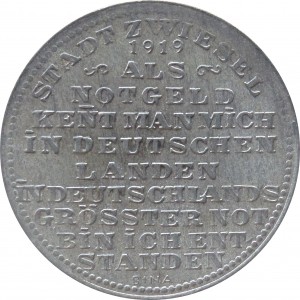 STADT ZWIESEL
1919
ALS
NOTGELD
KENT MAN MICH
IN DEUTSCHEN
LANDEN
IN DEUTSCHLANDS
GRÖSSTER NOT
BIN ICH ENT
STANDEN